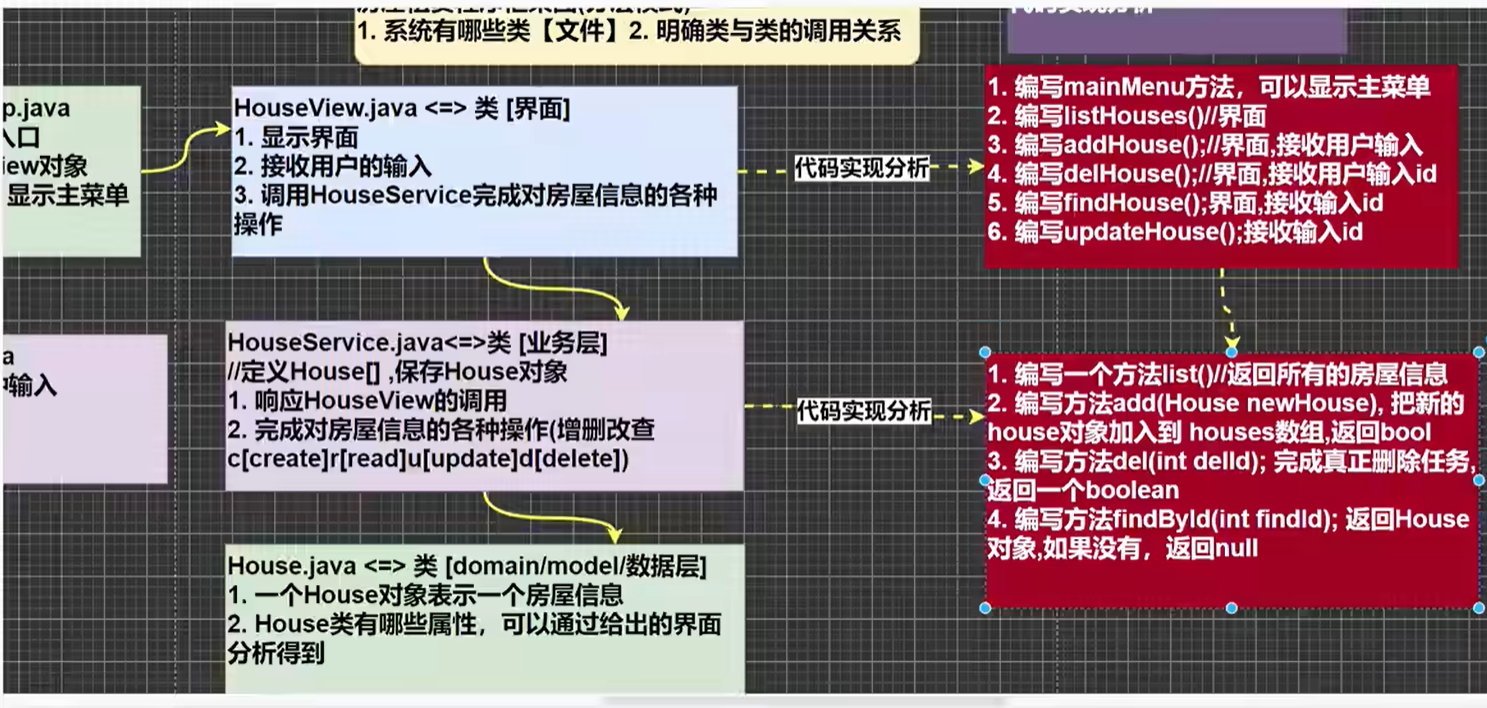 1. 系统有哪些类【文件】2. 明确类与类的调用关系
p.java
入口
iew对象
显示主菜单
HouseView.java <=> 类 [界面]
1. 显示界面
2. 接收用户的输入
3. 调用HouseService完成对房屋信息的各种
操作
代码实现分析
1. 编写mainMenu方法，可以显示主菜单
2. 编写listHouses()//界面
3. 编写addHouse();//界面,接收用户输入
4. 编写delHouse();//界面,接收用户输入id
5. 编写findHouse();界面,接收输入id
6. 编写updateHouse();接收输入id
a
输入
HouseService.java<=>类 [业务层]
//定义House[] ,保存House对象
1. 响应HouseView的调用
2. 完成对房屋信息的各种操作(增删改查
c[create]r[read]u[update]d[delete])
代码实现分析
1. 编写一个方法list()//返回所有的房屋信息
2. 编写方法add(House newHouse), 把新的
house对象加入到 houses数组,返回bool
3. 编写方法del(int delId); 完成真正删除任务,
返回一个boolean
4. 编写方法findById(int findId); 返回House
对象,如果没有，返回null
House.java <=> 类 [domain/model/数据层]
1. 一个House对象表示一个房屋信息
2. House类有哪些属性，可以通过给出的界面
分析得到